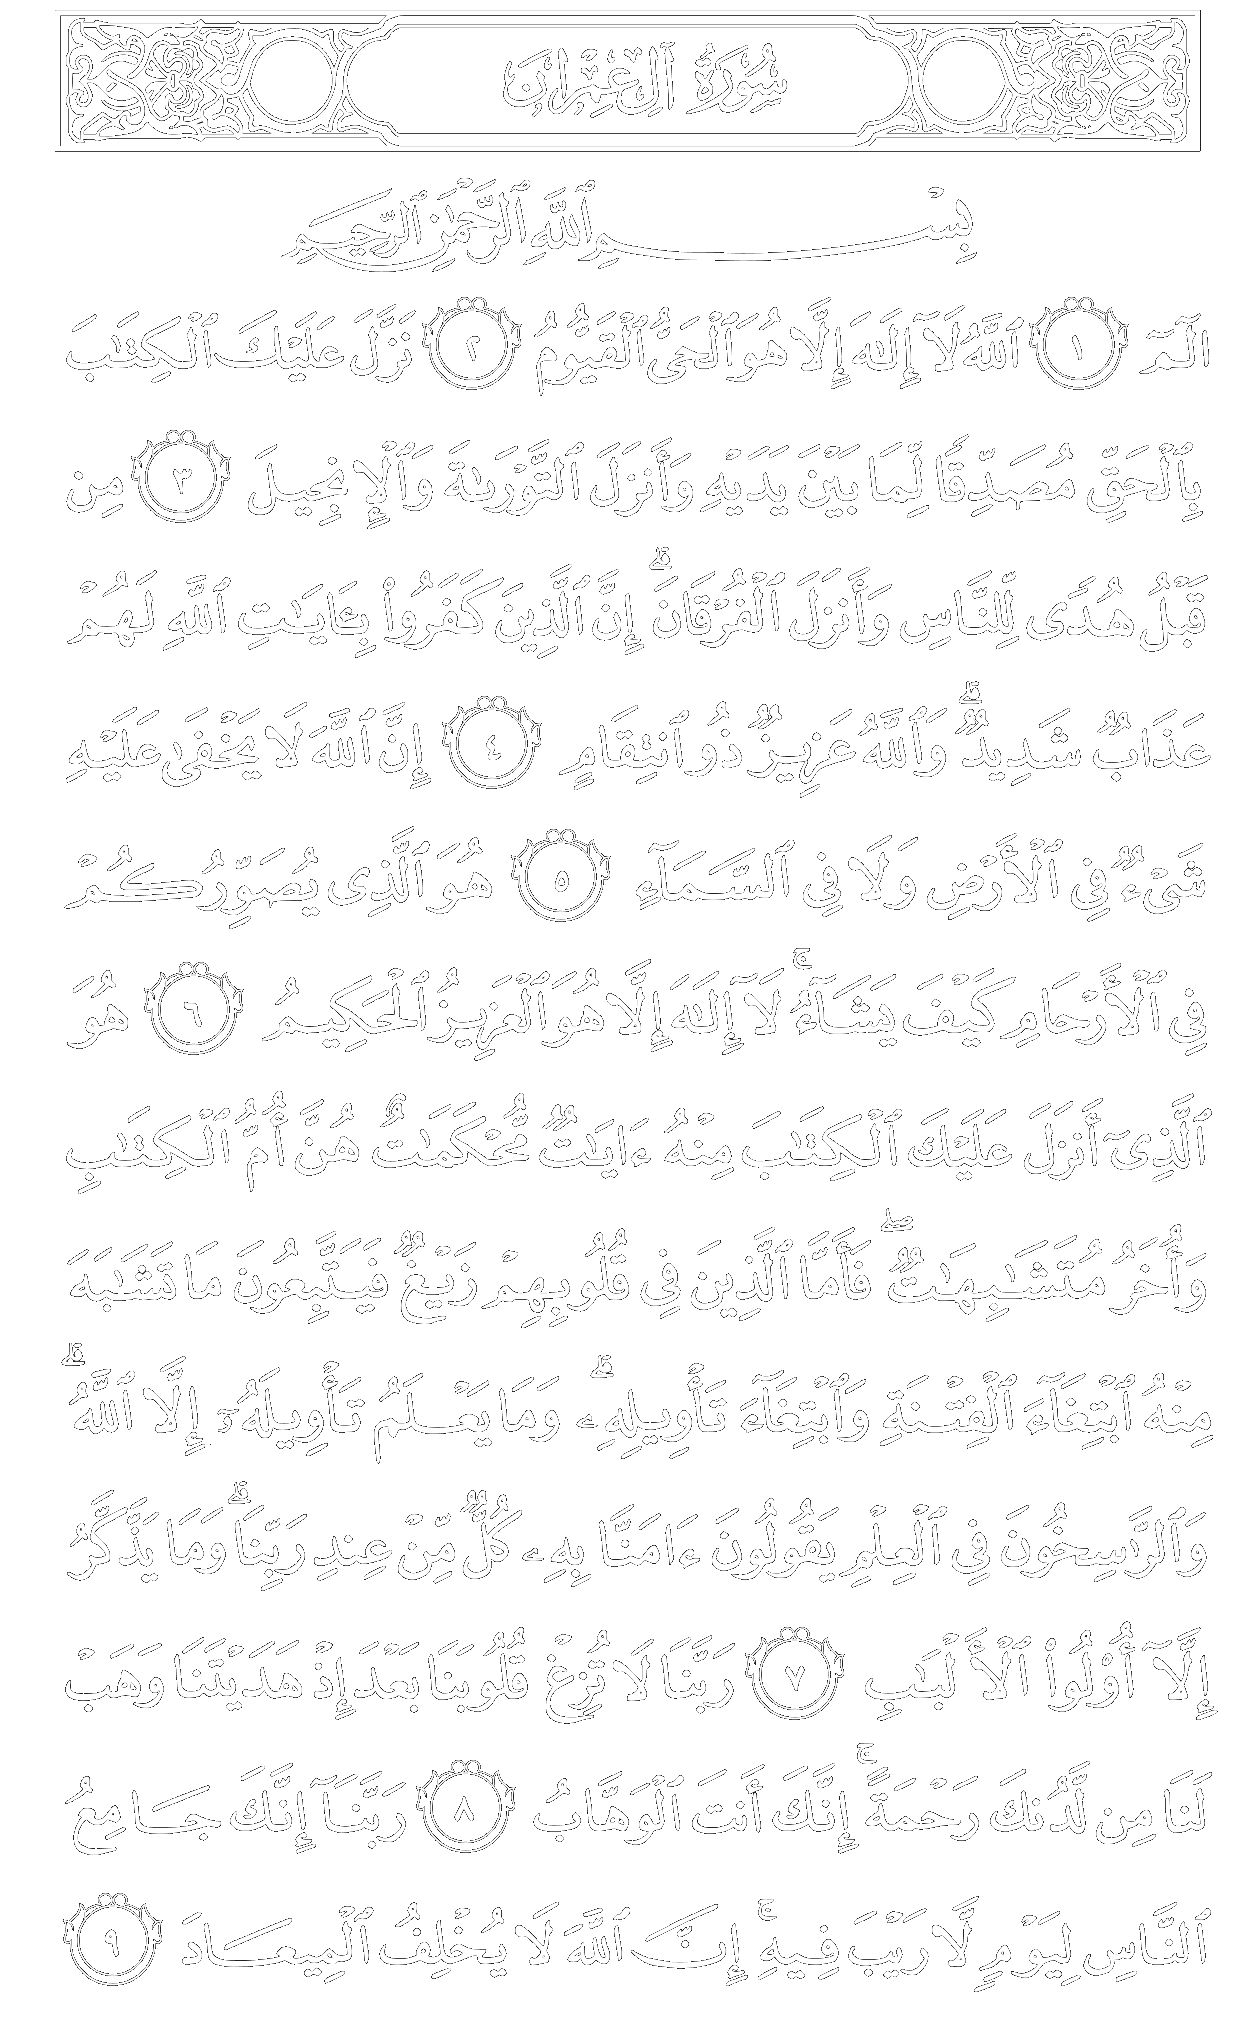 سُورَةُ آلِ عِمْرَانَ
بِسْمِ ٱللَّهِ ٱلرَّحْمَٰنِ ٱلرَّحِيمِ
الٓمٓ ١ ٱللَّهُ لَآ إِلَٰهَ إِلَّا هُوَ ٱلْحَىُّ ٱلْقَيُّومُ ٢ نَزَّلَ عَلَيْكَ ٱلْكِتَٰبَ
بِٱلْحَقِّ مُصَدِّقًا لِّمَا بَيْنَ يَدَيْهِ وَأَنزَلَ ٱلتَّوْرَىٰةَ وَٱلْإِنجِيلَ ٣ مِن
قَبْلُ هُدًى لِّلنَّاسِ وَأَنزَلَ ٱلْفُرْقَانَ ۗ إِنَّ ٱلَّذِينَ كَفَرُوا۟ بِـَٔايَٰتِ ٱللَّهِ لَهُمْ
عَذَابٌ شَدِيدٌ ۗ وَٱللَّهُ عَزِيزٌ ذُو ٱنتِقَامٍ ٤ إِنَّ ٱللَّهَ لَا يَخْفَىٰ عَلَيْهِ
شَىْءٌ فِى ٱلْأَرْضِ وَلَا فِى ٱلسَّمَآءِ ٥ هُوَ ٱلَّذِى يُصَوِّرُكُمْ
فِى ٱلْأَرْحَامِ كَيْفَ يَشَآءُ ۚ لَآ إِلَٰهَ إِلَّا هُوَ ٱلْعَزِيزُ ٱلْحَكِيمُ ٦ هُوَ
ٱلَّذِىٓ أَنزَلَ عَلَيْكَ ٱلْكِتَٰبَ مِنْهُ ءَايَٰتٌ مُّحْكَمَٰتٌ هُنَّ أُمُّ ٱلْكِتَٰبِ
وَأُخَرُ مُتَشَٰبِهَٰتٌ ۖ فَأَمَّا ٱلَّذِينَ فِى قُلُوبِهِمْ زَيْغٌ فَيَتَّبِعُونَ مَا تَشَٰبَهَ
مِنْهُ ٱبْتِغَآءَ ٱلْفِتْنَةِ وَٱبْتِغَآءَ تَأْوِيلِهِۦ ۗ وَمَا يَعْلَمُ تَأْوِيلَهُۥٓ إِلَّا ٱللَّهُ ۗ
وَٱلرَّٰسِخُونَ فِى ٱلْعِلْمِ يَقُولُونَ ءَامَنَّا بِهِۦ كُلٌّ مِّنْ عِندِ رَبِّنَا ۗ وَمَا يَذَّكَّرُ
إِلَّآ أُو۟لُوا۟ ٱلْأَلْبَٰبِ ٧ رَبَّنَا لَا تُزِغْ قُلُوبَنَا بَعْدَ إِذْ هَدَيْتَنَا وَهَبْ
لَنَا مِن لَّدُنكَ رَحْمَةً ۚ إِنَّكَ أَنتَ ٱلْوَهَّابُ ٨ رَبَّنَآ إِنَّكَ جَامِعُ
ٱلنَّاسِ لِيَوْمٍ لَّا رَيْبَ فِيهِ ۚ إِنَّ ٱللَّهَ لَا يُخْلِفُ ٱلْمِيعَادَ ٩